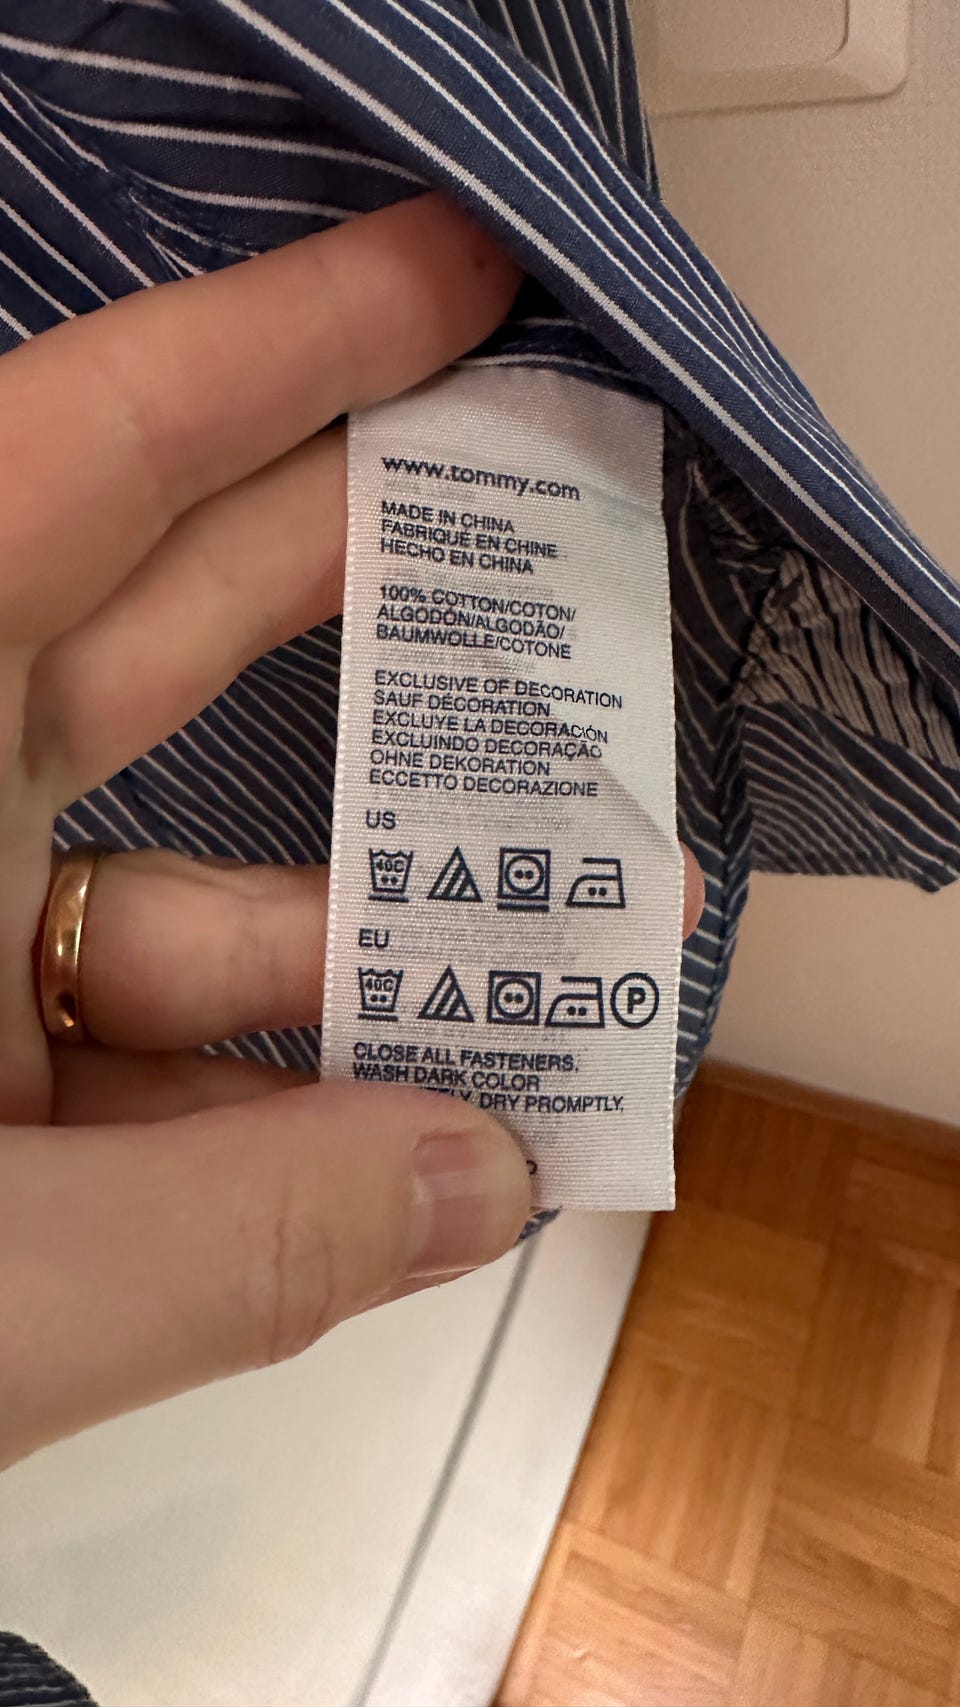 www.tommy.com
MADE IN CHINA
FABRIQUÉ EN CHINE
HECHO EN CHINA
100% COTTON/COTON/
ALGODÓN/ALGODÃO/
BAUMWOLLE/COTONE
EXCLUSIVE OF DECORATION
SAUF DÉCORATION
EXCLUYE LA DECORACIÓN
EXCLUINDO DECORAÇÃO
OHNE DEKORATION
ECCETTO DECORAZIONE
US
40C
EU
40C P
CLOSE ALL FASTENERS,
WASH DARK COLOR
DRY PROMPTLY,